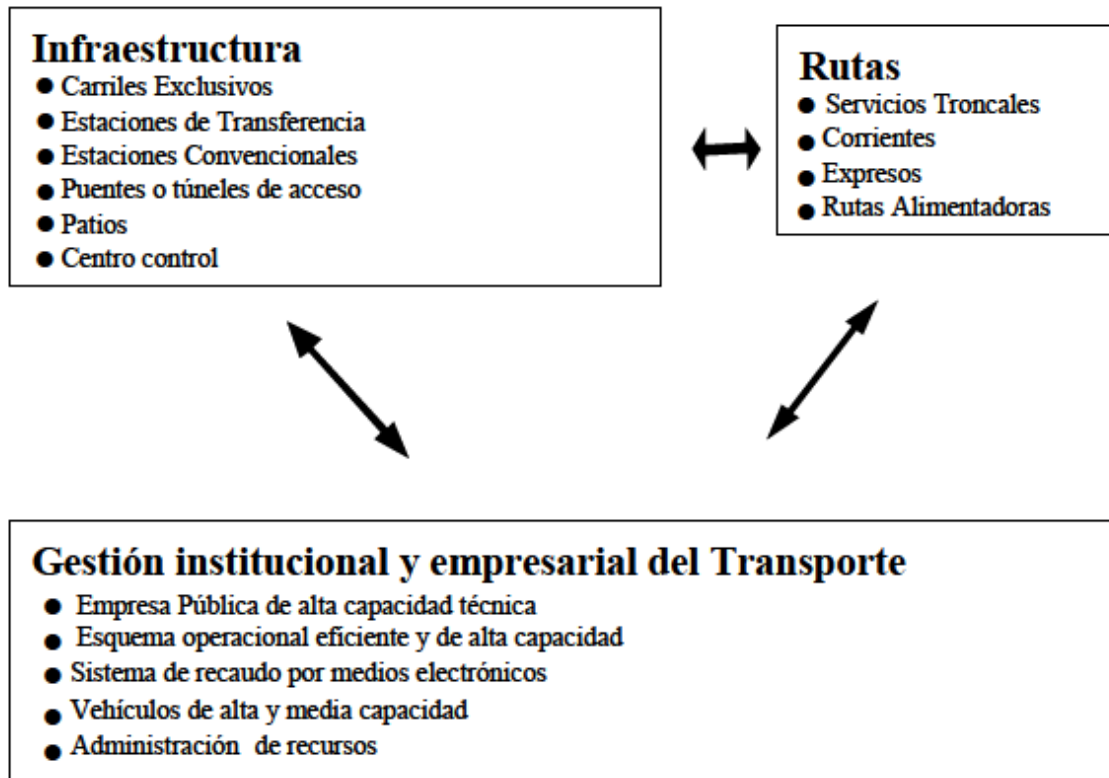 Infraestructura
● Carriles Exclusivos
● Estaciones de Transferencia
● Estaciones Convencionales
● Puentes o túneles de acceso
● Patios
● Centro control
Rutas
● Servicios Troncales
● Corrientes
● Expresos
● Rutas Alimentadoras
Gestión institucional y empresarial del Transporte
● Empresa Pública de alta capacidad técnica
● Esquema operacional eficiente y de alta capacidad
● Sistema de recaudo por medios electrónicos
● Vehículos de alta y media capacidad
● Administración de recursos